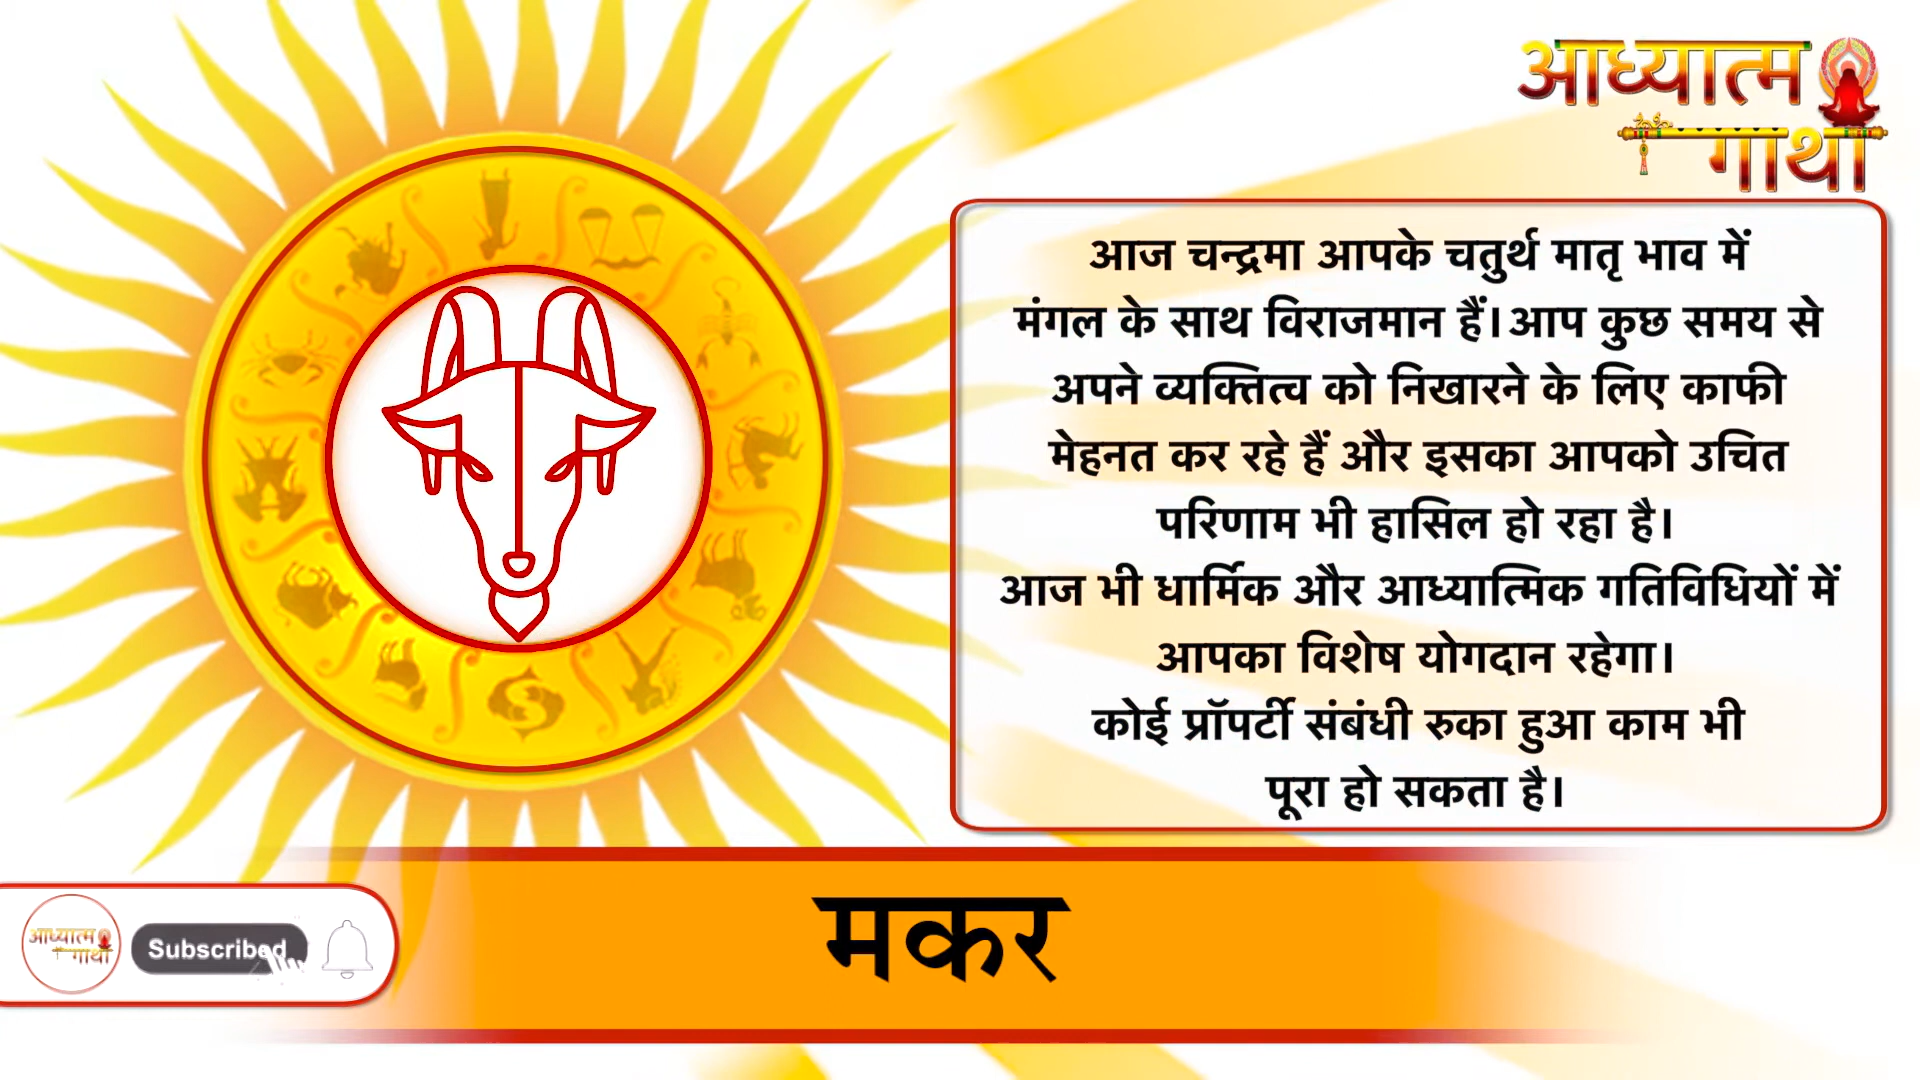 आध्यात्म
गाथा
आज चन्द्रमा आपके चतुर्थ मातृ भाव में
मंगल के साथ विराजमान हैं। आप कुछ समय से
अपने व्यक्तित्व को निखारने के लिए काफी
मेहनत कर रहे हैं और इसका आपको उचित
परिणाम भी हासिल हो रहा है।
आज भी धार्मिक और आध्यात्मिक गतिविधियों में
आपका विशेष योगदान रहेगा।
कोई प्रॉपर्टी संबंधी रुका हुआ काम भी
पूरा हो सकता है।
मकर
आध्यात्म
गाथा
Subscribed